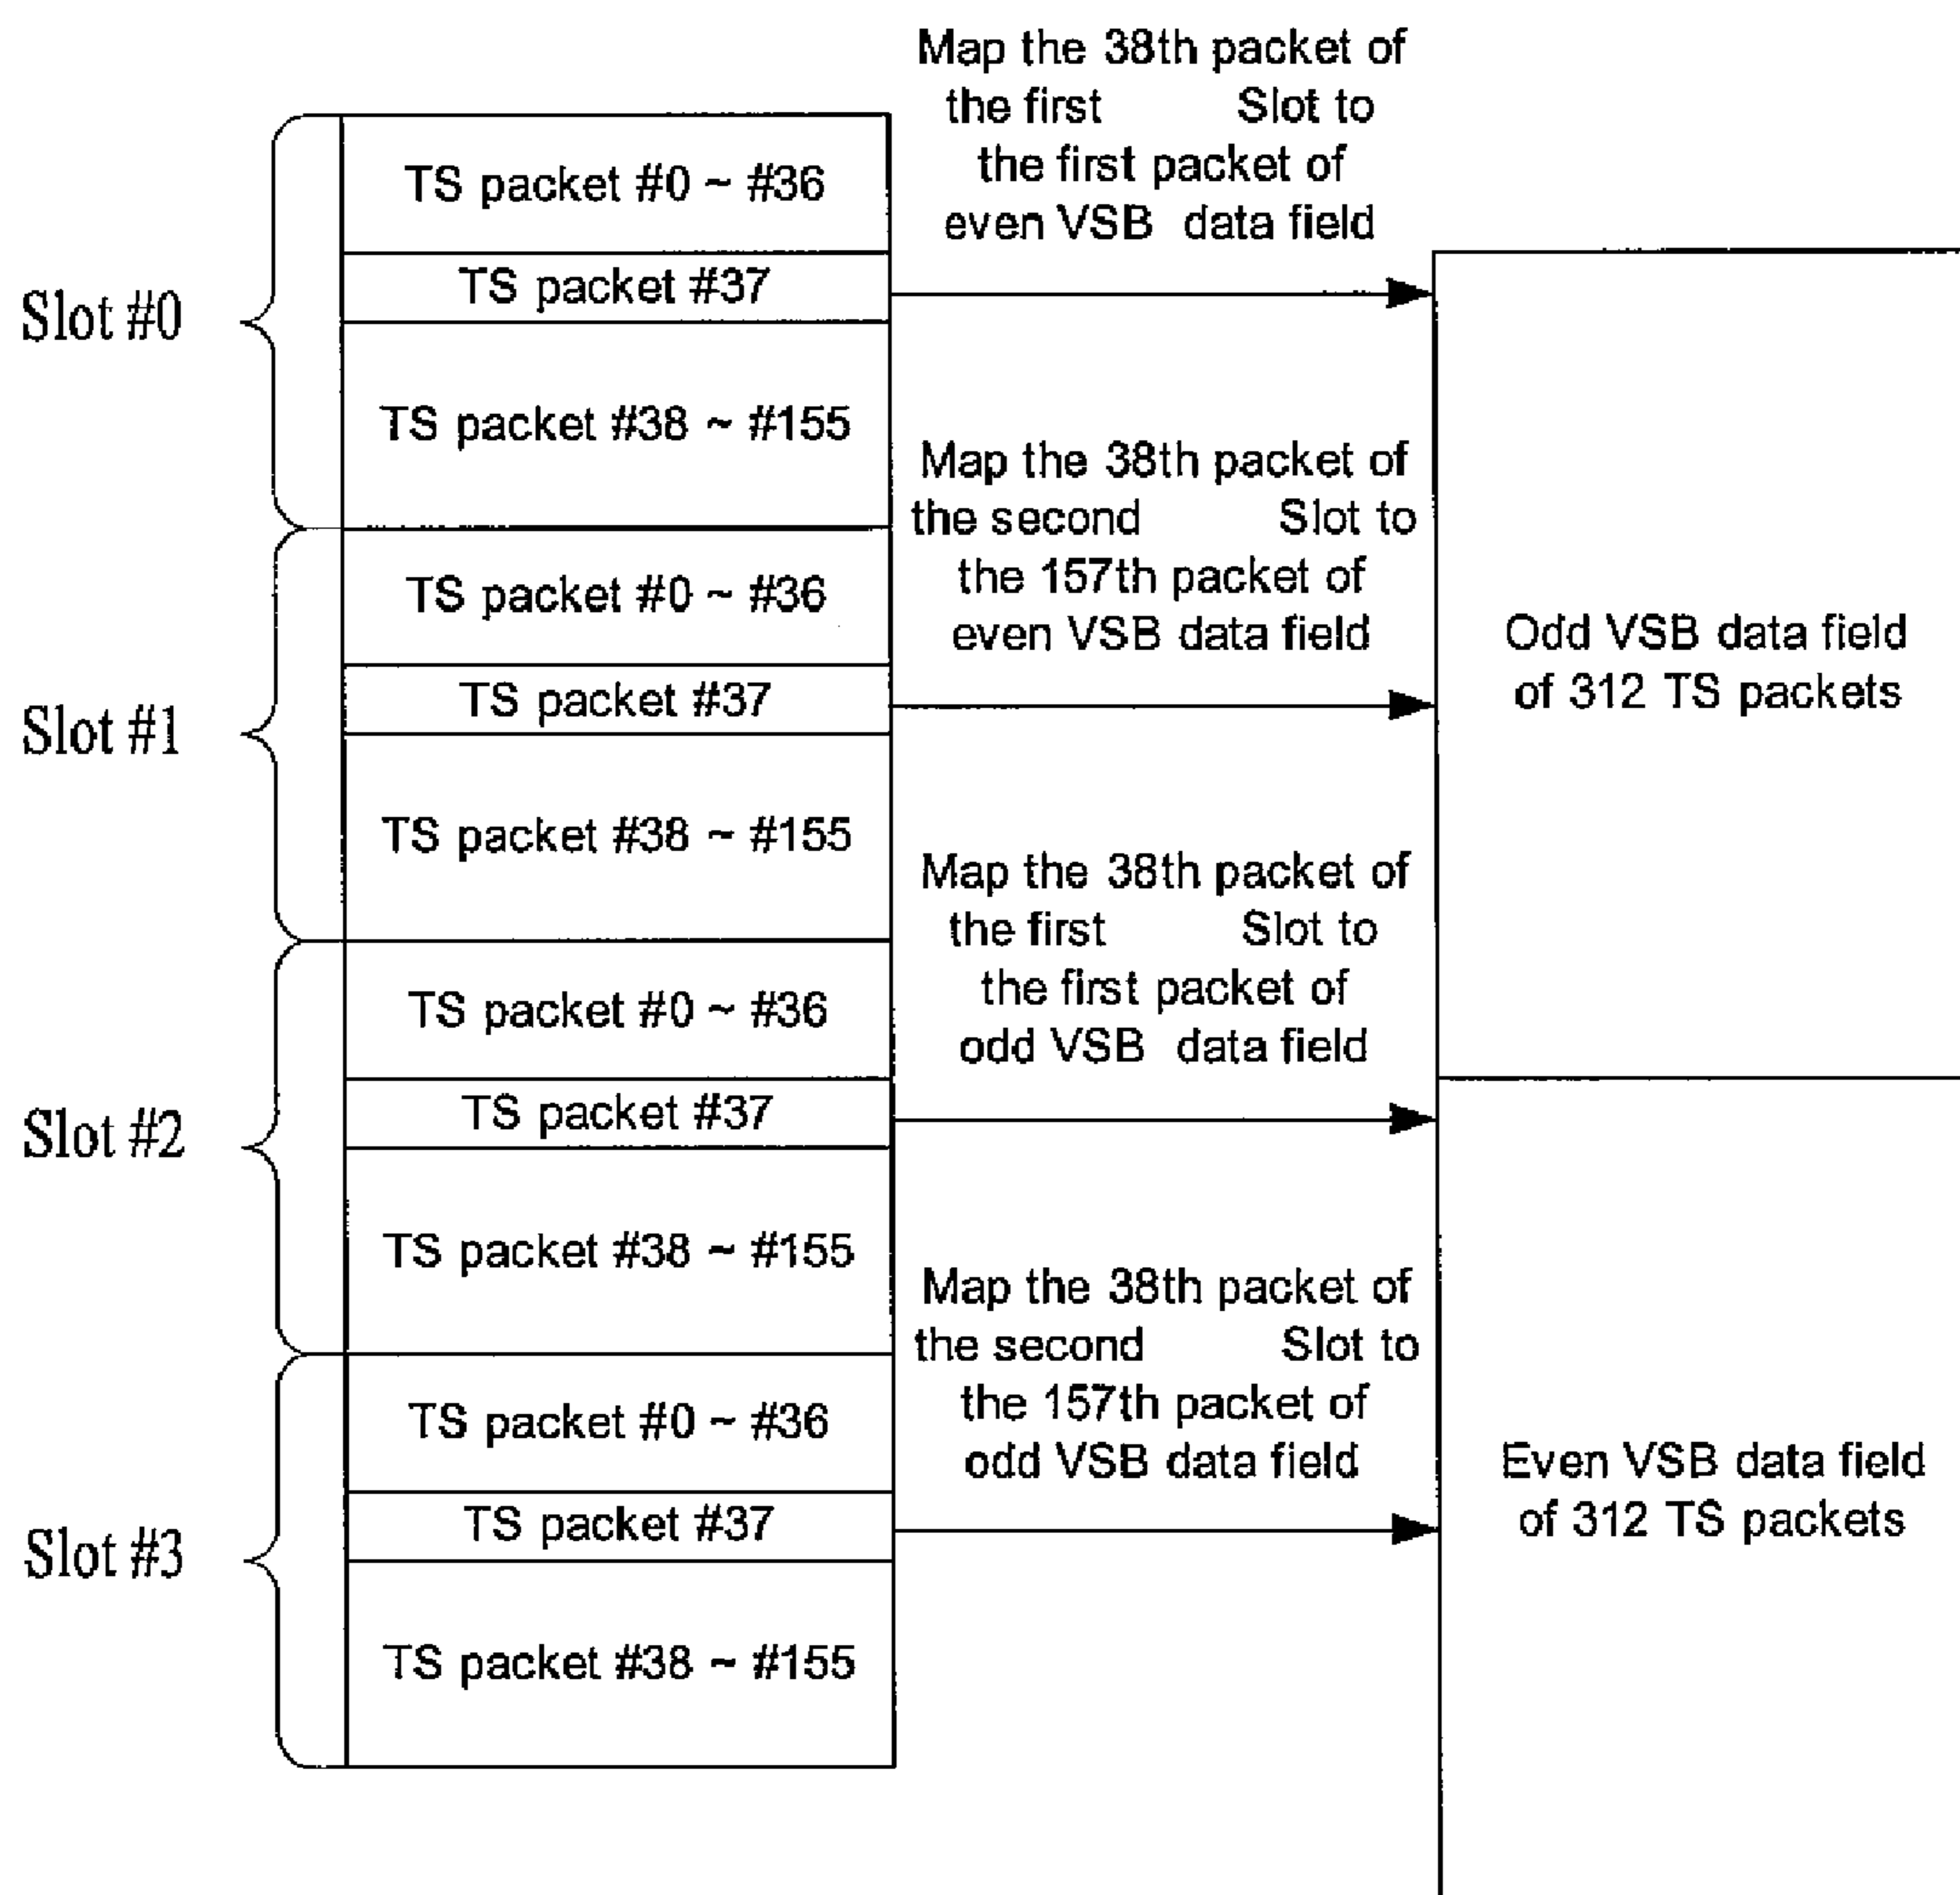 Map the 38th packet of
the first Slot to
the first packet of
even VSB data field
Slot #0
TS packet #0 ~ #36
TS packet #37
TS packet #38 ~ #155
Map the 38th packet of
the second Slot to
the 157th packet of
even VSB data field
Slot #1
TS packet #0 ~ #36
TS packet #37
TS packet #38 ~ #155
Odd VSB data field
of 312 TS packets
Map the 38th packet of
the first Slot to
the first packet of
odd VSB data field
Slot #2
TS packet #0 ~ #36
TS packet #37
TS packet #38 ~ #155
Map the 38th packet of
the second Slot to
the 157th packet of
odd VSB data field
Slot #3
TS packet #0 ~ #36
TS packet #37
TS packet #38 ~ #155
Even VSB data field
of 312 TS packets